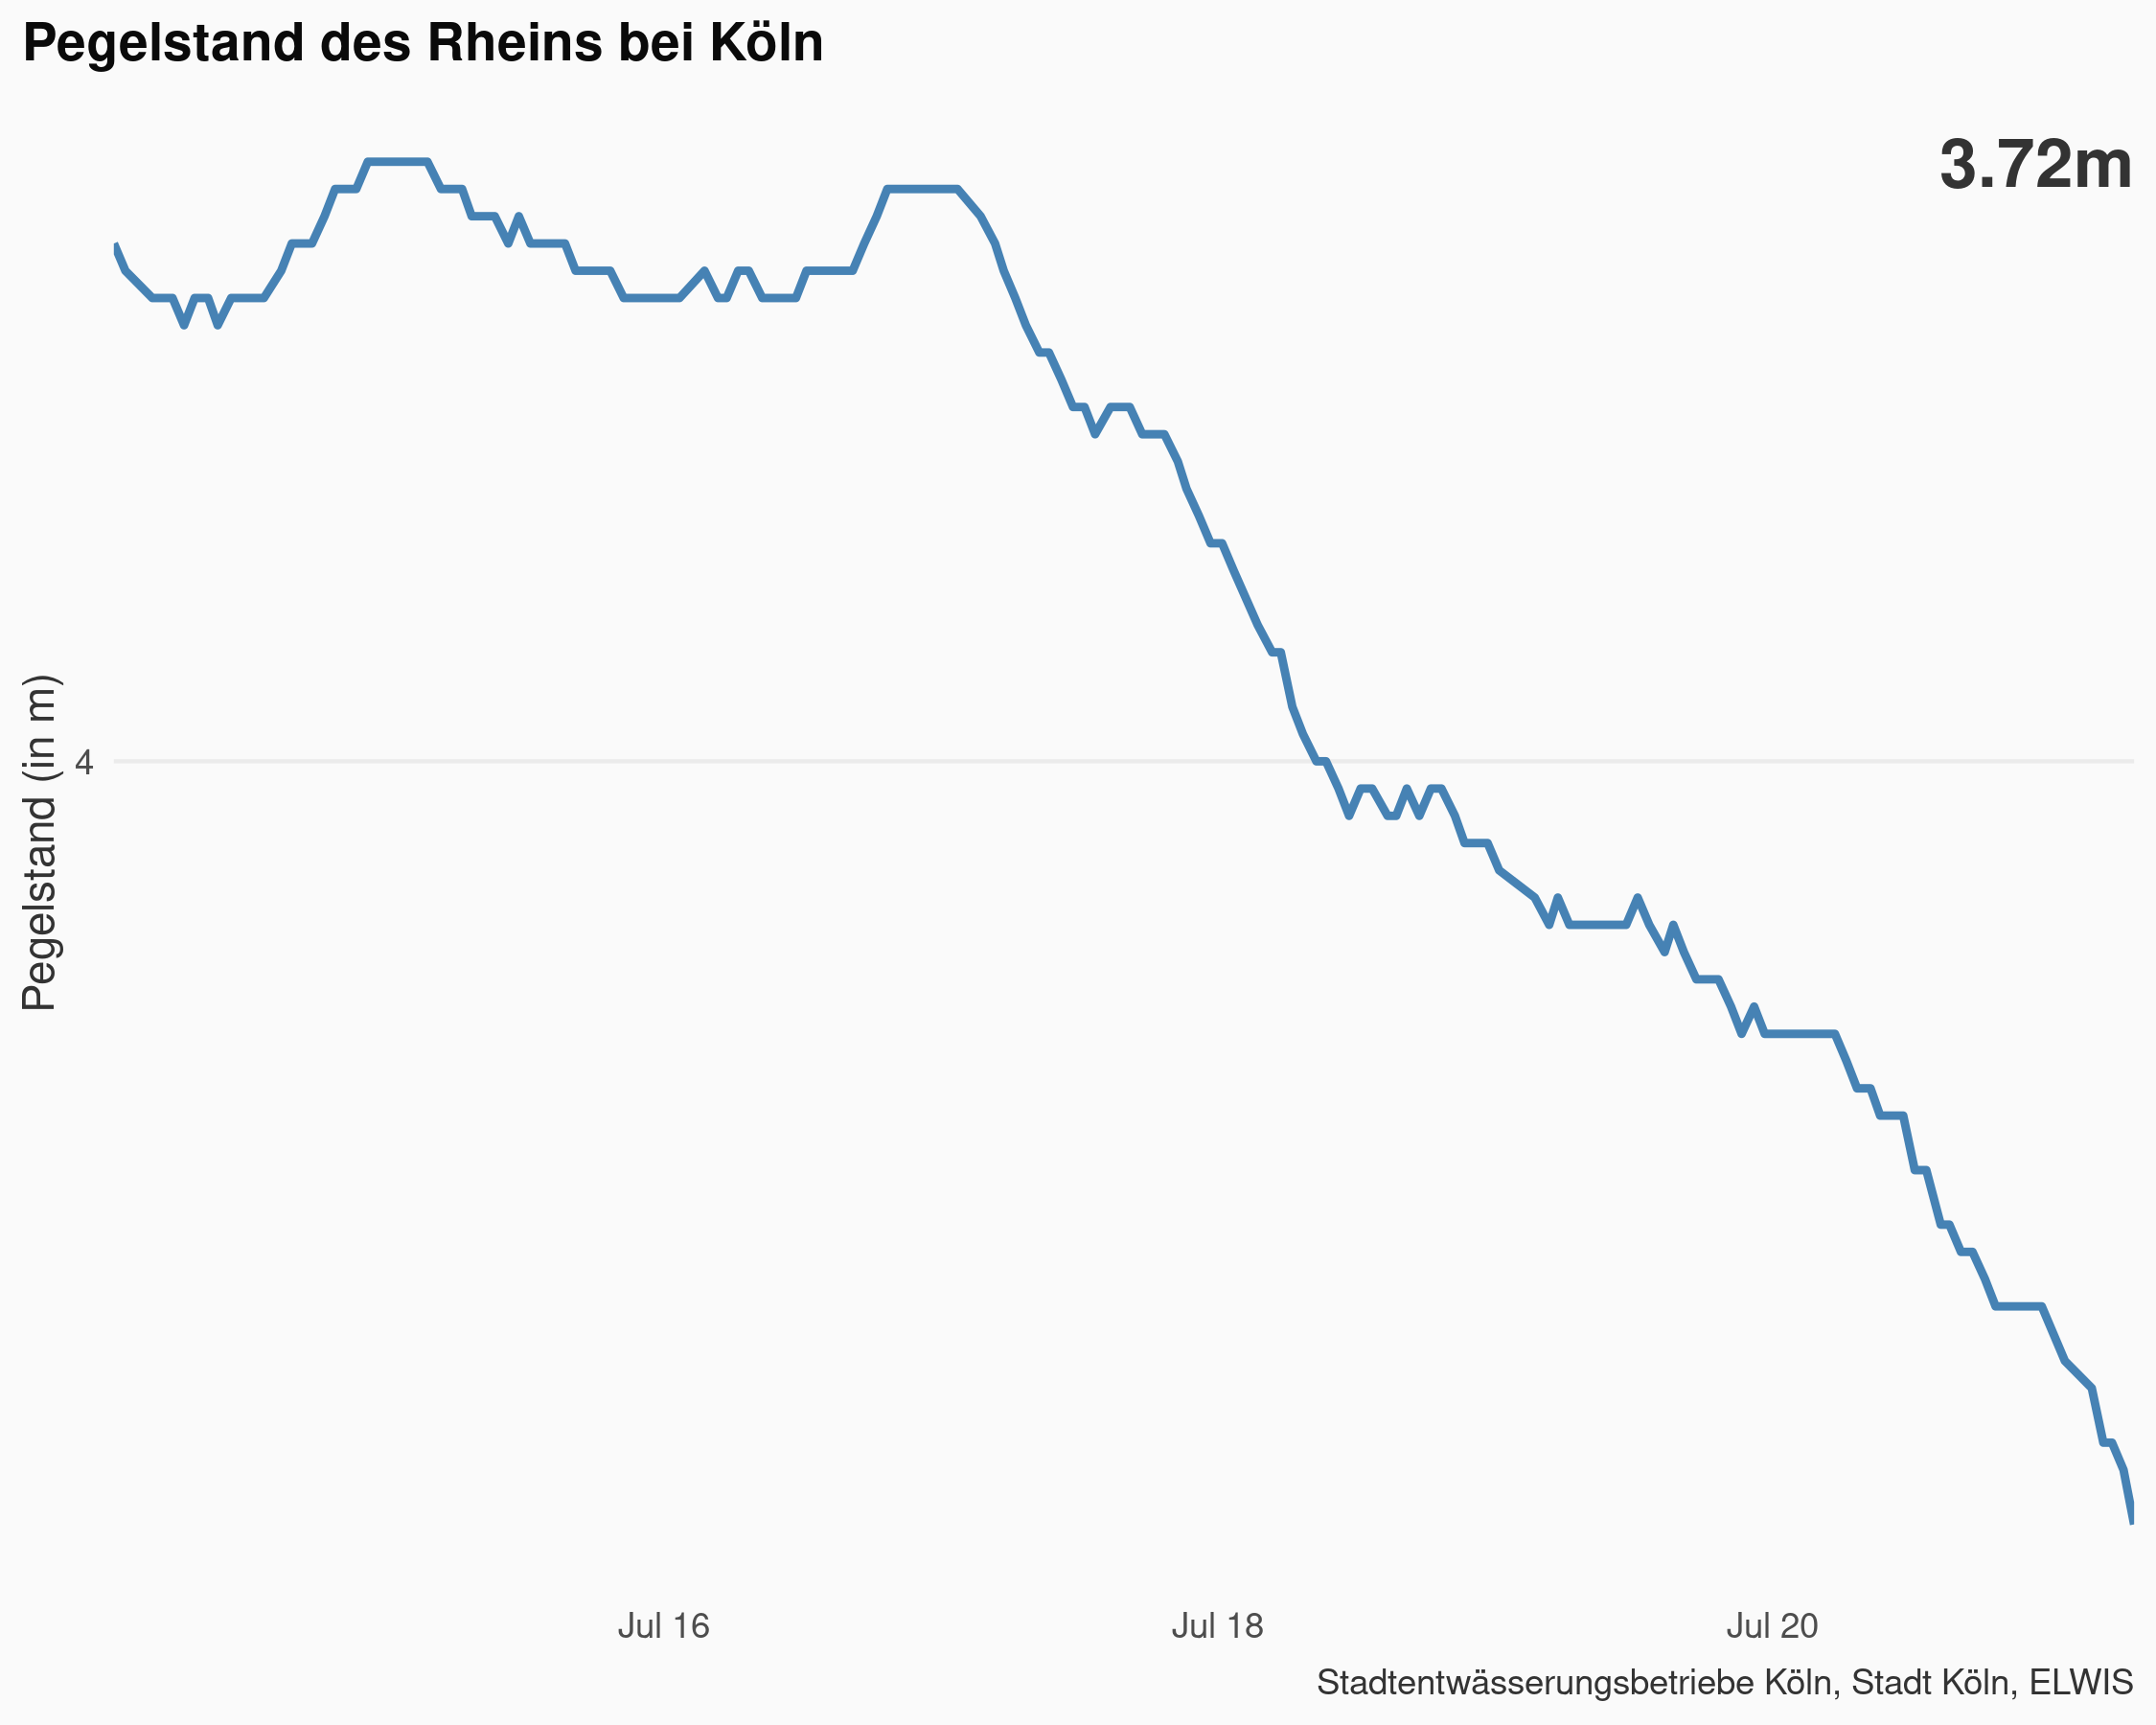 Pegelstand des Rheins bei Köln
3.72m
Pegelstand (in m)
4
Jul 16
Jul 18
Jul 20
Stadtentwässerungsbetriebe Köln, Stadt Köln, ELWIS